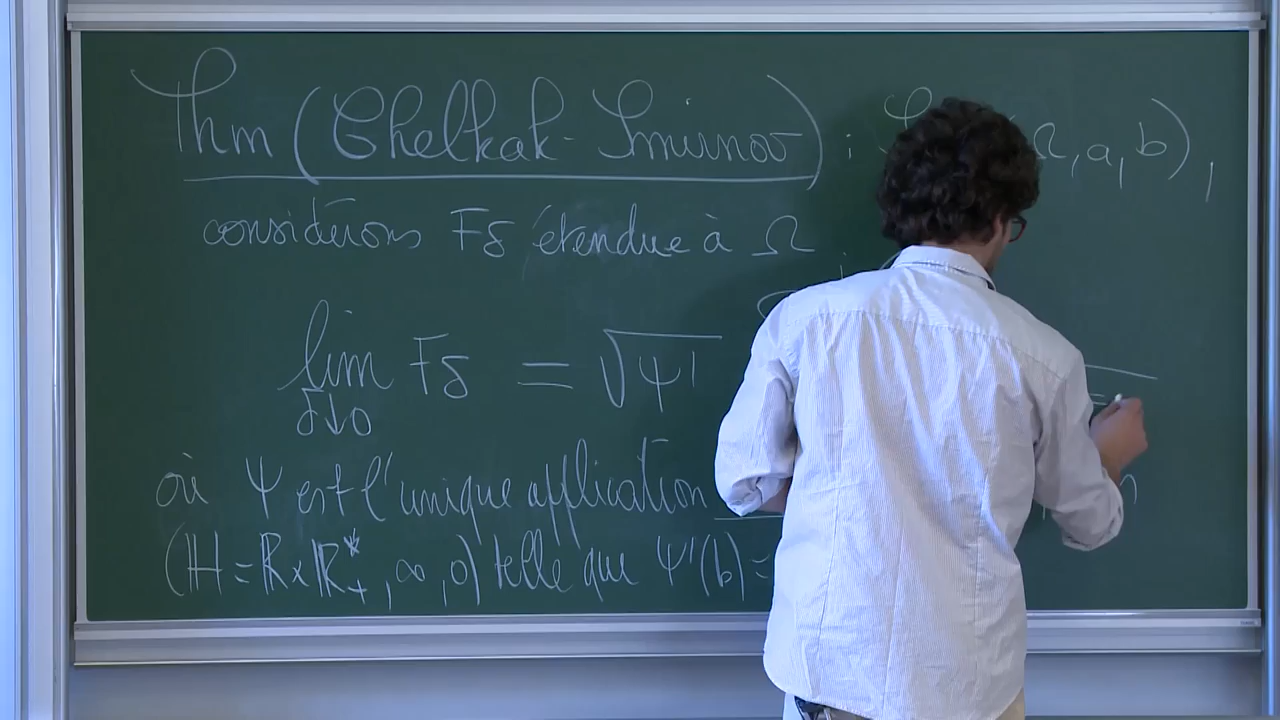 Thm (Chelkak-Smirnov): Ω, a, b),
considérons Fδ étendue à Ω
lim Fδ = √ψ'
δ↓0
où ψ est l'unique application
(ℍ = ℝ×ℝ*₊, ∞, 0) telle que ψ'(b) =